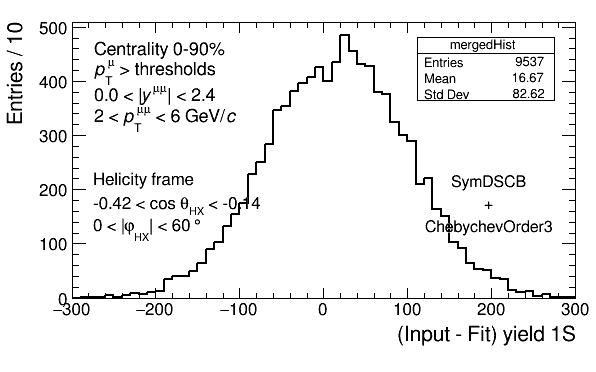 Entries / 10
500
400
300
200
100
0
−300
−200
−100
0
100
200
300
(Input - Fit) yield 1S
Centrality 0-90%
p_T^μ > thresholds
0.0 < |y^μμ| < 2.4
2 < p_T^μμ < 6 GeV/c
Helicity frame
-0.42 < cos θ_HX < -0.14
0 < |φ_HX| < 60 °
mergedHist
Entries 9537
Mean 16.67
Std Dev 82.62
SymDSCB
+
ChebychevOrder3